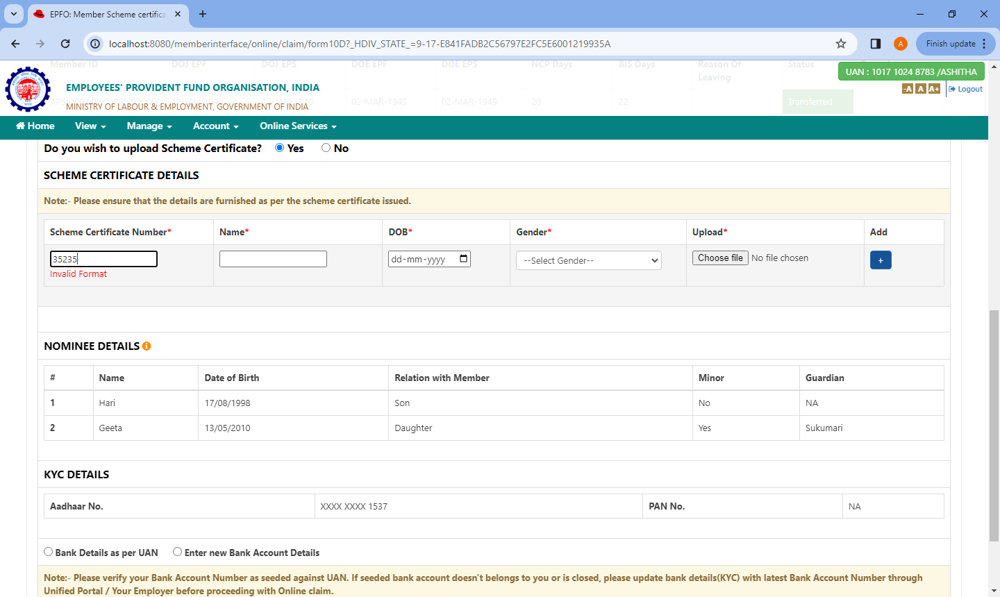 EPFO: Member Scheme certifica
localhost:8080/memberinterface/online/claim/form10D?_HDIV_STATE_=9-17-E841FADB2C56797E2FC5E6001219935A
A
Finish update
Member ID DOJ EPF DOJ EPS DOE EPF DOE EPS NCP Days BIS Days Reason Of Leaving Status
UAN : 1017 1024 8783 /ASHITHA
EMPLOYEES' PROVIDENT FUND ORGANISATION, INDIA
-A A A+ Logout
MINISTRY OF LABOUR & EMPLOYMENT, GOVERNMENT OF INDIA
02-MAR-1949 02-MAR-1949 20 22 Transferred
Home View Manage Account Online Services
Do you wish to upload Scheme Certificate? Yes No
SCHEME CERTIFICATE DETAILS
Note:- Please ensure that the details are furnished as per the scheme certificate issued.
Scheme Certificate Number* Name* DOB* Gender* Upload* Add
35235 dd-mm-yyyy --Select Gender-- Choose file No file chosen +
Invalid Format
NOMINEE DETAILS
# Name Date of Birth Relation with Member Minor Guardian
1 Hari 17/08/1998 Son No NA
2 Geeta 13/05/2010 Daughter Yes Sukumari
KYC DETAILS
Aadhaar No. XXXX XXXX 1537 PAN No. NA
Bank Details as per UAN Enter new Bank Account Details
Note:- Please verify your Bank Account Number as seeded against UAN. If seeded bank account doesn't belongs to you or is closed, please update bank details(KYC) with latest Bank Account Number through
Unified Portal / Your Employer before proceeding with Online claim.